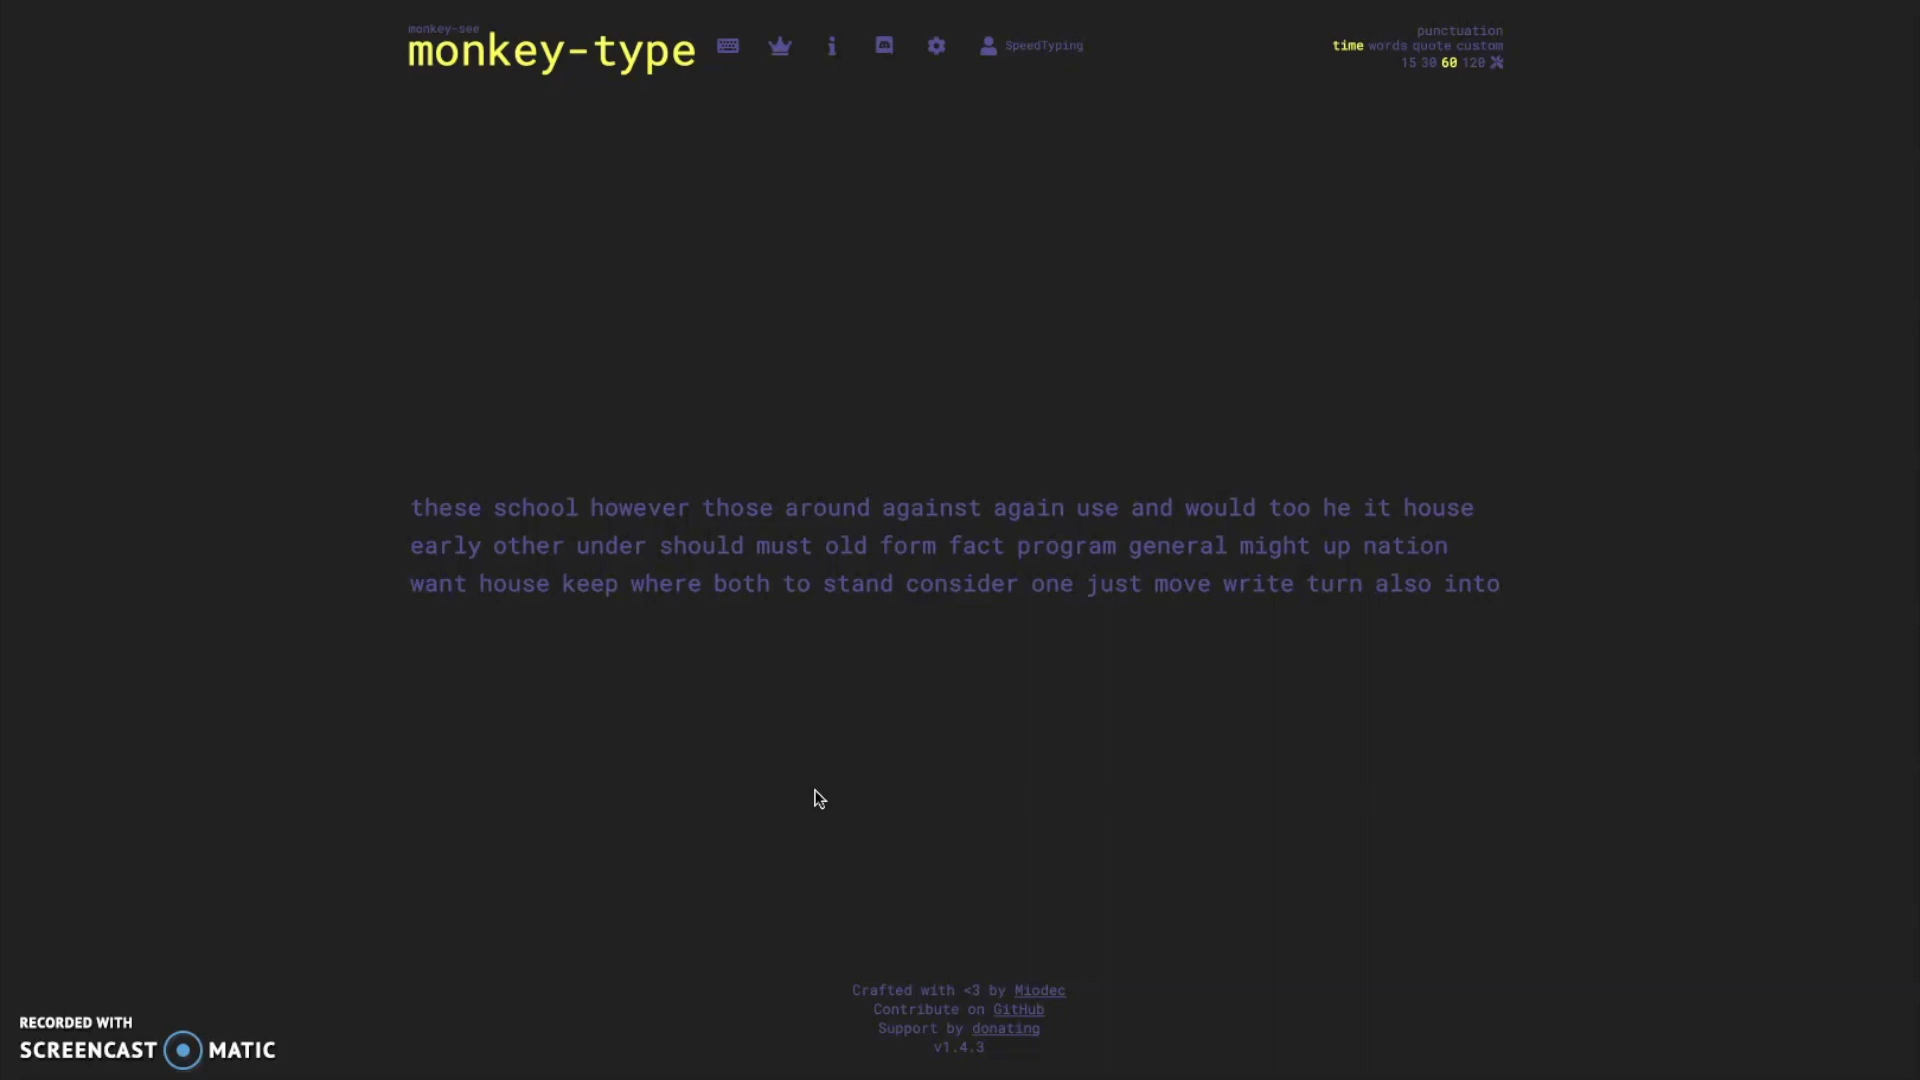 monkey-see
monkey-type
SpeedTyping
punctuation
time words quote custom
15 30 60 120
these school however those around against again use and would too he it house
early other under should must old form fact program general might up nation
want house keep where both to stand consider one just move write turn also into
Crafted with <3 by Miodec
Contribute on GitHub
Support by donating
v1.4.3
RECORDED WITH
SCREENCAST MATIC